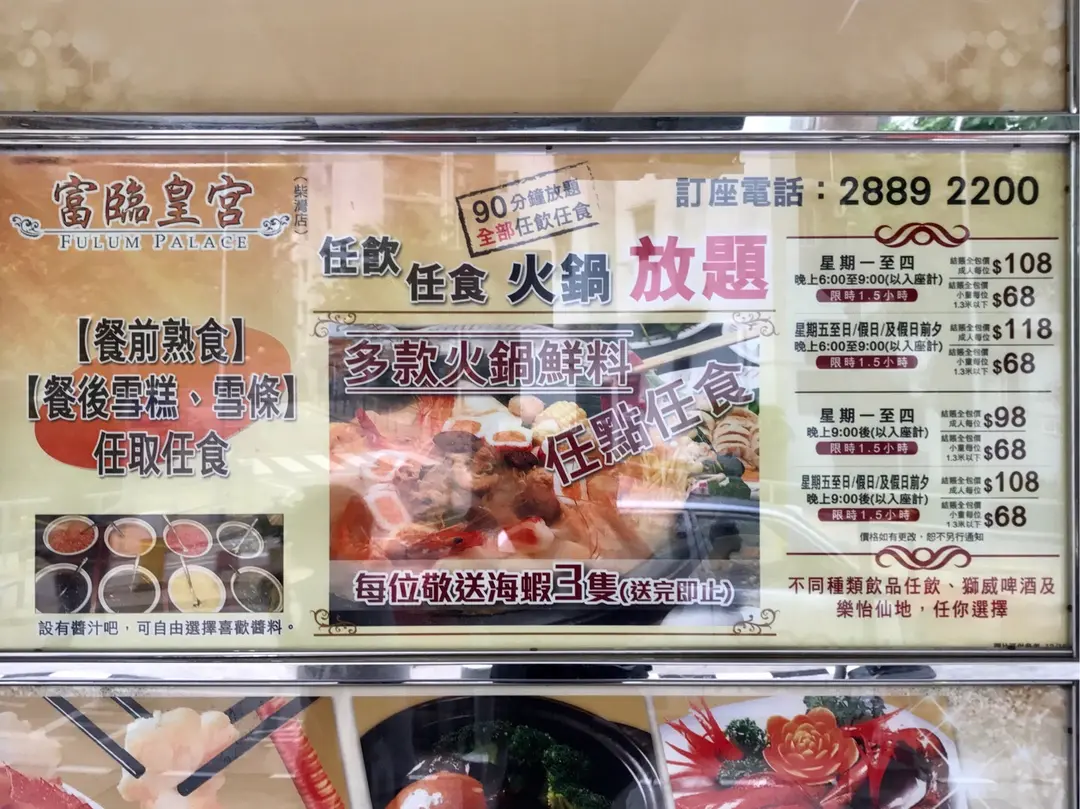 富臨皇宮
FULUM PALACE
(柴灣店)
【餐前熟食】
【餐後雪糕、雪條】
任取任食
設有醬汁吧，可自由選擇喜歡醬料。
90分鐘放題
全部任飲任食
任飲任食火鍋放題
多款火鍋鮮料
任點任食
每位敬送海蝦3隻(送完即止)
訂座電話：2889 2200
星期一至四
晚上6:00至9:00(以入座計)
限時1.5小時
結賬全包價
成人每位 $108
結賬全包價
小童每位
1.3米以下 $68
星期五至日/假日/及假日前夕
晚上6:00至9:00(以入座計)
限時1.5小時
結賬全包價
成人每位 $118
結賬全包價
小童每位
1.3米以下 $68
星期一至四
晚上9:00後(以入座計)
限時1.5小時
結賬全包價
成人每位 $98
結賬全包價
小童每位
1.3米以下 $68
星期五至日/假日/及假日前夕
晚上9:00後(以入座計)
限時1.5小時
結賬全包價
成人每位 $108
結賬全包價
小童每位
1.3米以下 $68
價格如有更改，恕不另行通知
不同種類飲品任飲、獅威啤酒及
樂怡仙地，任你選擇